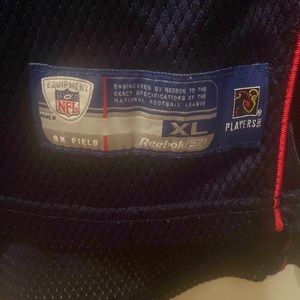 EQUIPMENT
NFL
ENGINEERED BY REEBOK TO THE
EXACT SPECIFICATIONS OF THE
NATIONAL FOOTBALL LEAGUE
ON FIELD
XL
Reebok
PLAYERS INC